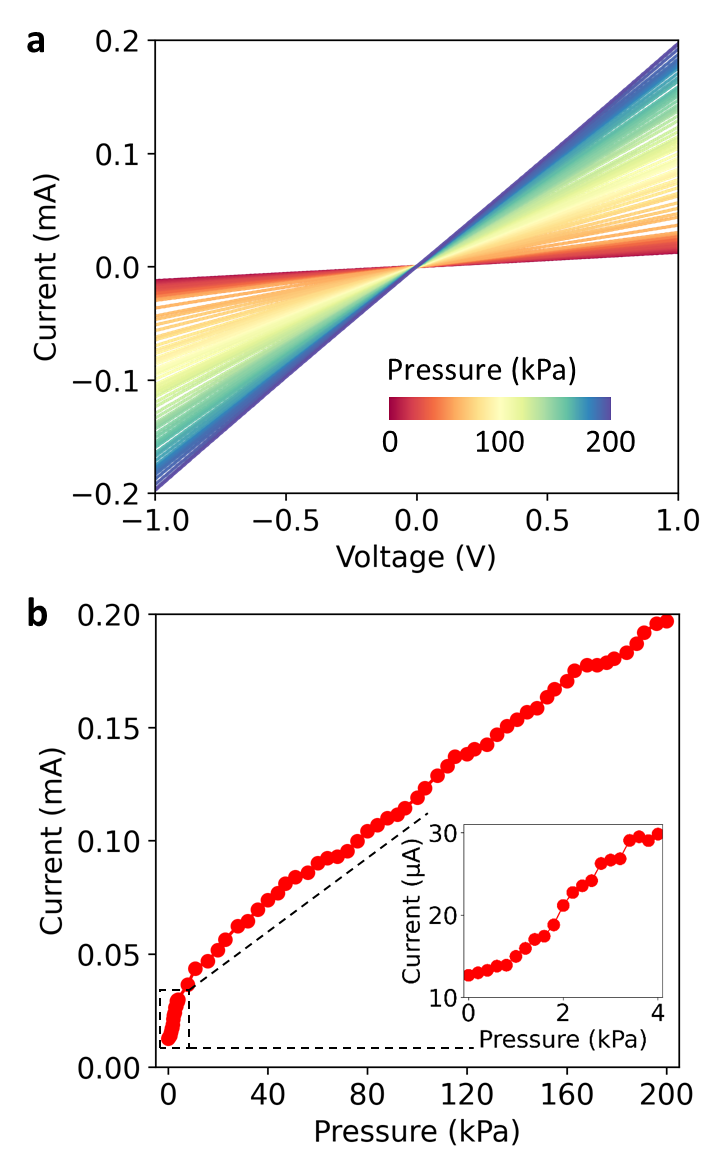 a
0.2
0.1
0.0
−0.1
−0.2
Current (mA)
Pressure (kPa)
0 100 200
−1.0 −0.5 0.0 0.5 1.0
Voltage (V)
b
0.20
0.15
0.10
0.05
0.00
Current (mA)
30
20
10
Current (μA)
0 2 4
Pressure (kPa)
0 40 80 120 160 200
Pressure (kPa)